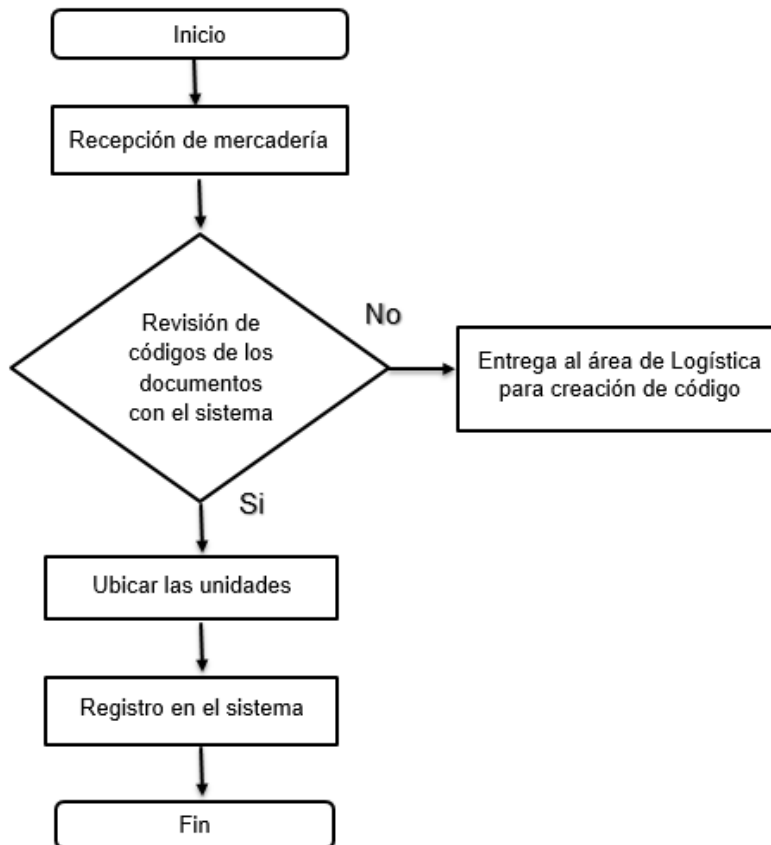 Inicio
Recepción de mercadería
Revisión de
códigos de los
documentos
con el sistema
No
Entrega al área de Logística
para creación de código
Si
Ubicar las unidades
Registro en el sistema
Fin